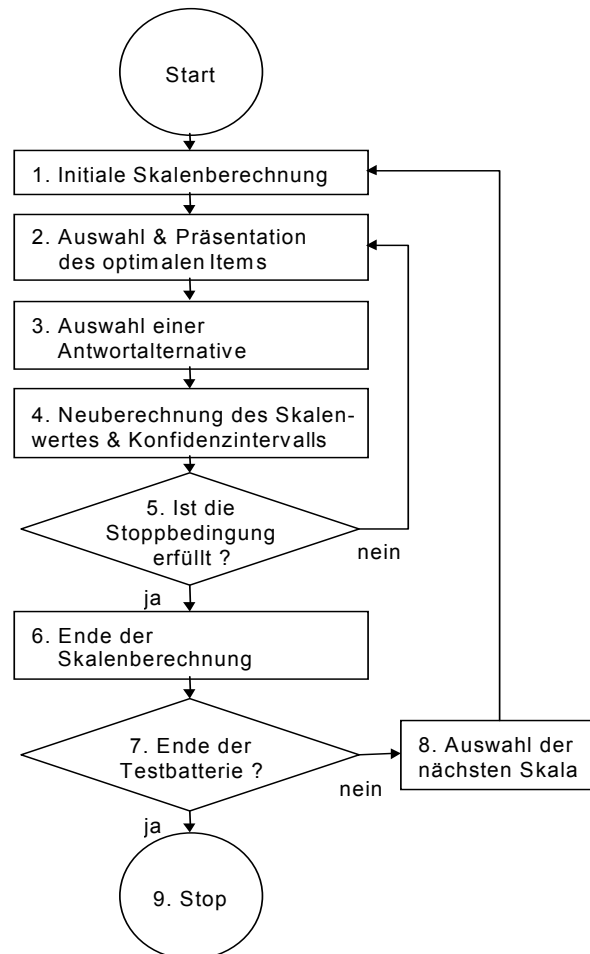 Start
1. Initiale Skalenberechnung
2. Auswahl & Präsentation
des optimalen Items
3. Auswahl einer
Antwortalternative
4. Neuberechnung des Skalen-
wertes & Konfidenzintervalls
5. Ist die
Stoppbedingung
erfüllt ?
nein
ja
6. Ende der
Skalenberechnung
7. Ende der
Testbatterie ?
nein
8. Auswahl der
nächsten Skala
ja
9. Stop